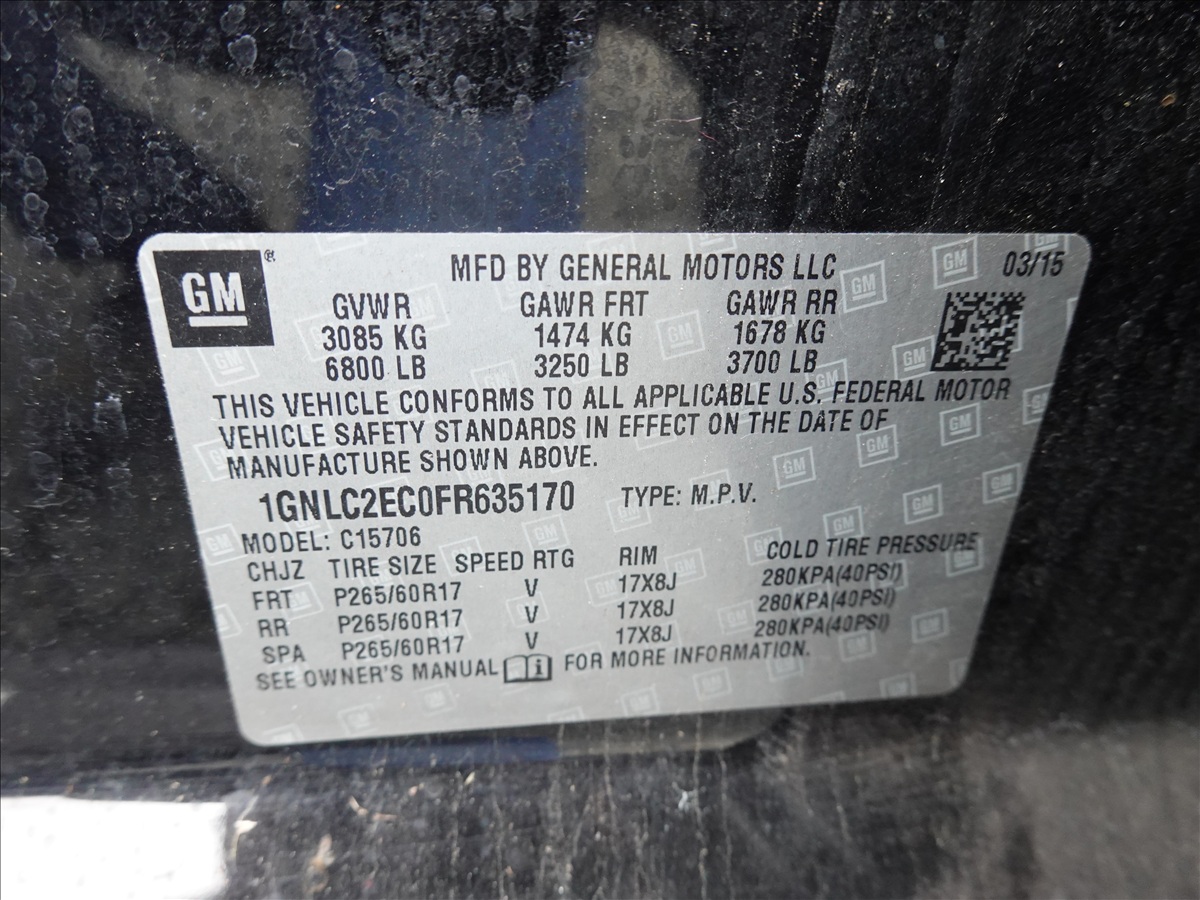 GM ® MFD BY GENERAL MOTORS LLC 03/15
GVWR GAWR FRT GAWR RR
3085 KG 1474 KG 1678 KG
6800 LB 3250 LB 3700 LB
THIS VEHICLE CONFORMS TO ALL APPLICABLE U.S. FEDERAL MOTOR
VEHICLE SAFETY STANDARDS IN EFFECT ON THE DATE OF
MANUFACTURE SHOWN ABOVE.
1GNLC2EC0FR635170 TYPE: M.P.V.
MODEL: C15706
CHJZ TIRE SIZE SPEED RTG RIM COLD TIRE PRESSURE
FRT P265/60R17 V 17X8J 280KPA(40PSI)
RR P265/60R17 V 17X8J 280KPA(40PSI)
SPA P265/60R17 V 17X8J 280KPA(40PSI)
SEE OWNER'S MANUAL FOR MORE INFORMATION.